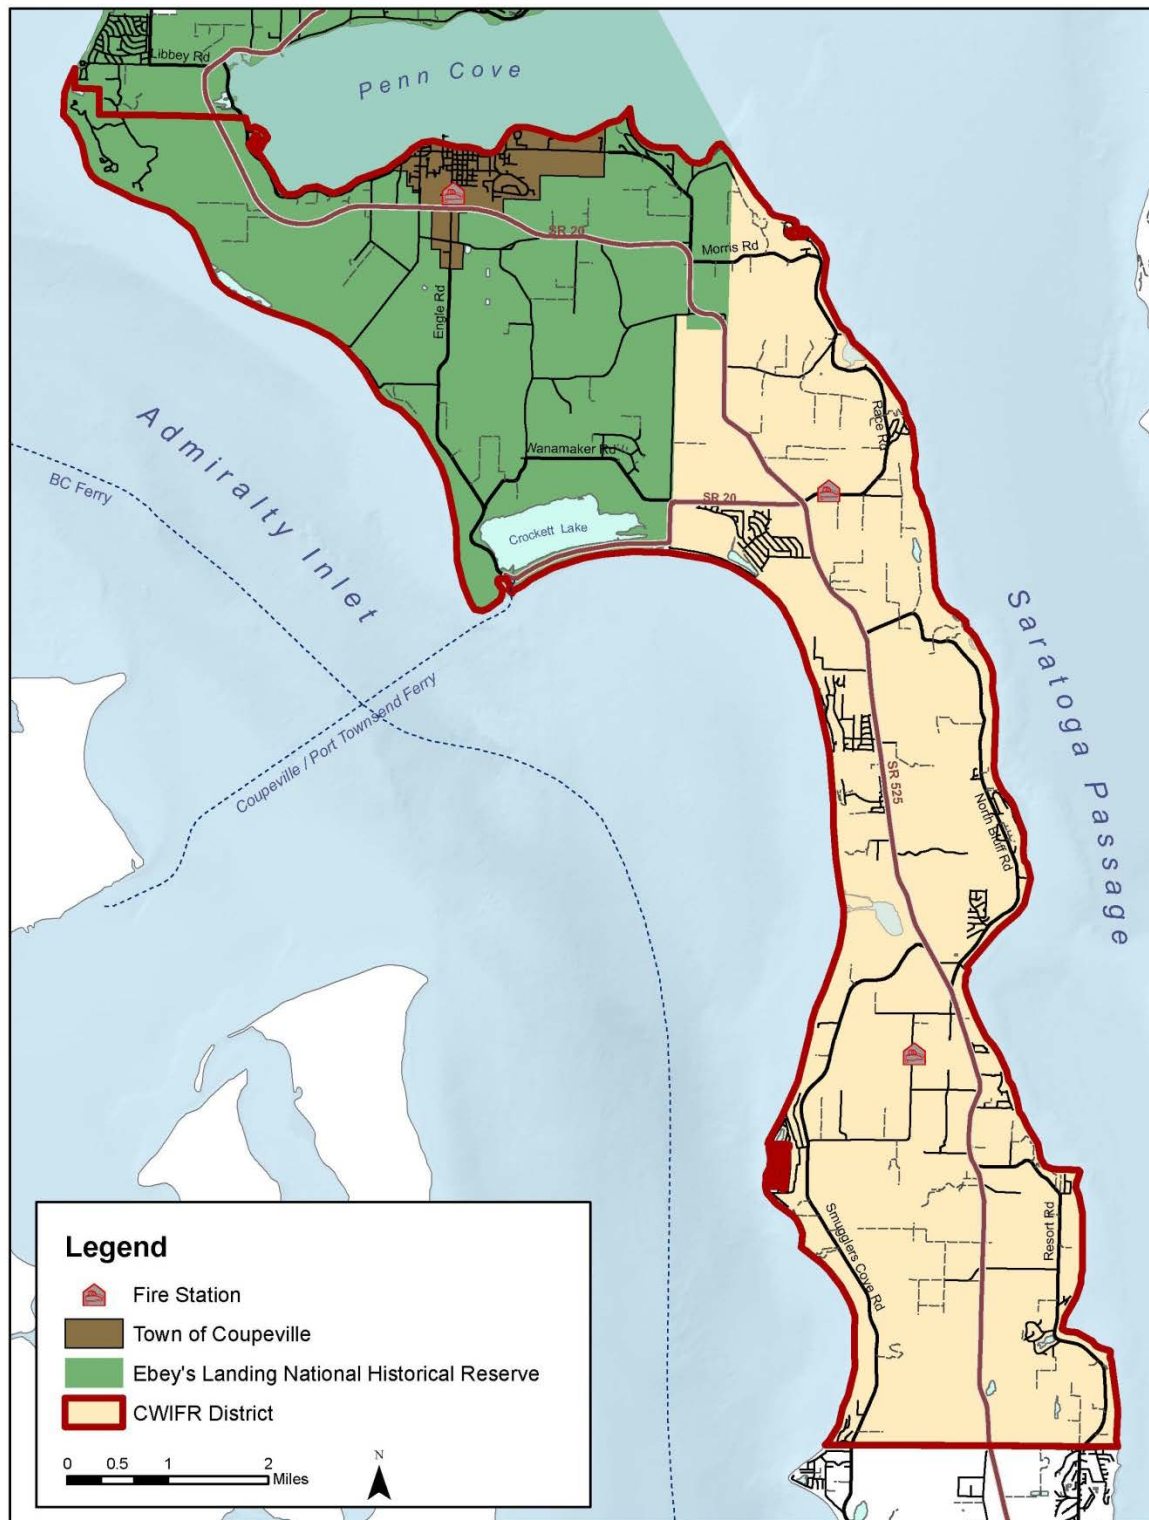 Libbey Rd
Penn Cove
SR 20
Morris Rd
Engle Rd
Race Rd
Admiralty Inlet
Wanamaker Rd
BC Ferry
SR 20
Crockett Lake
Saratoga Passage
Coupeville / Port Townsend Ferry
SR 525
North Bluff Rd
Smugglers Cove Rd
Resort Rd
Legend
Fire Station
Town of Coupeville
Ebey's Landing National Historical Reserve
CWIFR District
0 0.5 1 2
Miles
N